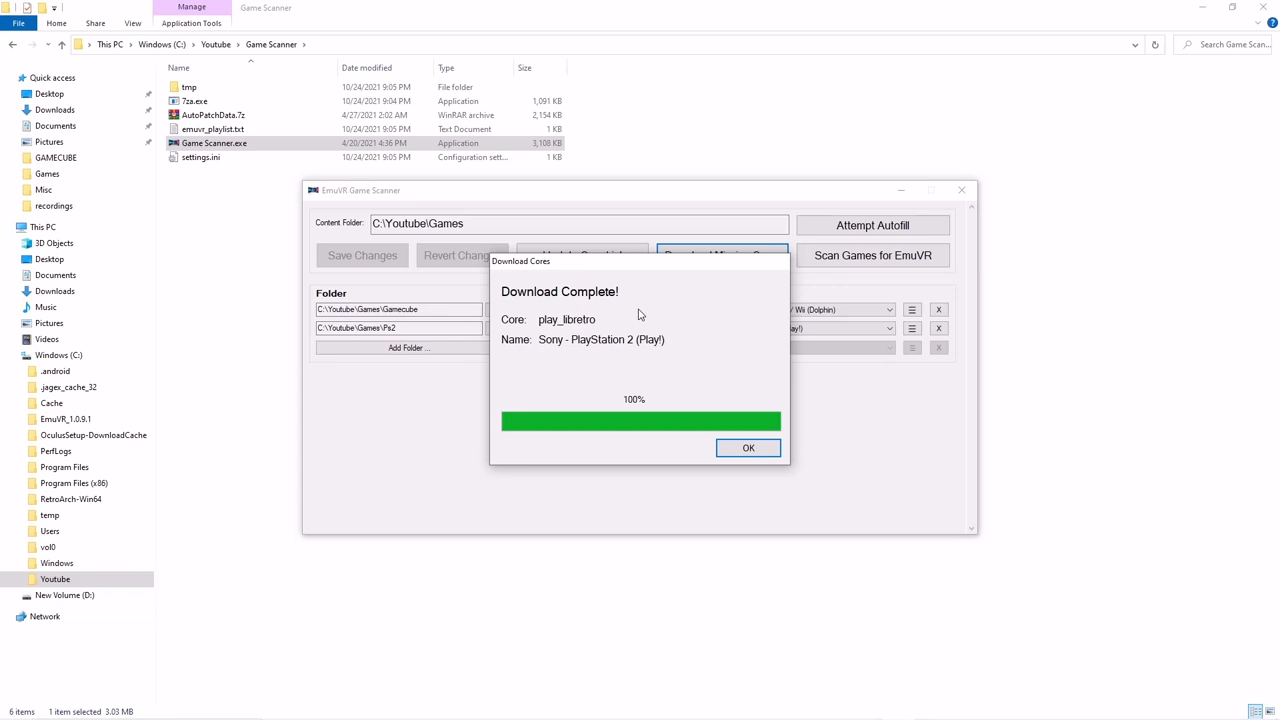 Manage
Game Scanner
File
Home
Share
View
Application Tools
This PC
Windows (C:)
Youtube
Game Scanner
Search Game Scan...
Quick access
Desktop
Downloads
Documents
Pictures
GAMECUBE
Games
Misc
recordings
This PC
3D Objects
Desktop
Documents
Downloads
Music
Pictures
Videos
Windows (C:)
.android
.jagex_cache_32
Cache
EmuVR_1.0.9.1
OculusSetup-DownloadCache
PerfLogs
Program Files
Program Files (x86)
RetroArch-Win64
temp
Users
vol0
Windows
Youtube
New Volume (D:)
Network
Name Date modified Type Size
tmp 10/24/2021 9:05 PM File folder
7za.exe 10/24/2021 9:04 PM Application 1,091 KB
AutoPatchData.7z 4/27/2021 2:02 AM WinRAR archive 2,154 KB
emuvr_playlist.txt 10/24/2021 9:05 PM Text Document 1 KB
Game Scanner.exe 4/20/2021 4:36 PM Application 3,108 KB
settings.ini 10/24/2021 9:05 PM Configuration sett... 1 KB
EmuVR Game Scanner
Content Folder: C:\Youtube\Games Attempt Autofill
Save Changes Revert Chang Scan Games for EmuVR
Folder
C:\Youtube\Games\Gamecube / Wii (Dolphin) X
C:\Youtube\Games\Ps2 lay!) X
Add Folder ... X
Download Cores
Download Complete!
Core: play_libretro
Name: Sony - PlayStation 2 (Play!)
100%
OK
6 items 1 item selected 3.03 MB